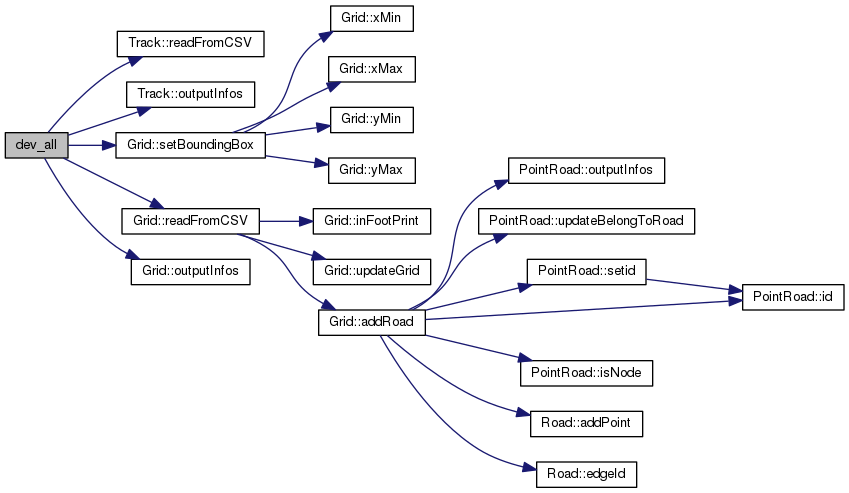 dev_all
Track::readFromCSV
Track::outputInfos
Grid::setBoundingBox
Grid::readFromCSV
Grid::outputInfos
Grid::xMin
Grid::xMax
Grid::yMin
Grid::yMax
Grid::inFootPrint
Grid::updateGrid
Grid::addRoad
PointRoad::outputInfos
PointRoad::updateBelongToRoad
PointRoad::setid
PointRoad::isNode
Road::addPoint
Road::edgeId
PointRoad::id